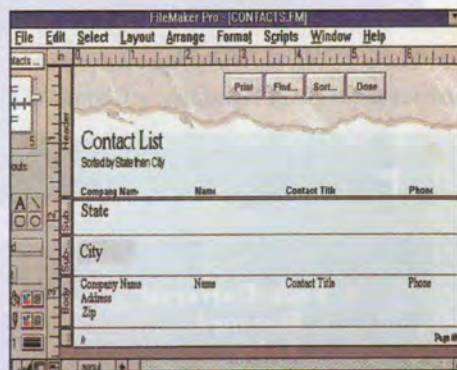 FileMaker Pro - [CONTACTS.FM]
File Edit Select Layout Arrange Format Scripts Window Help
Print Find... Sort... Done
Header
Contact List
Sorted by State then City
Company Name Name Contact Title Phone
State
City
Body
Company Name Name Contact Title Phone
Address
Zip